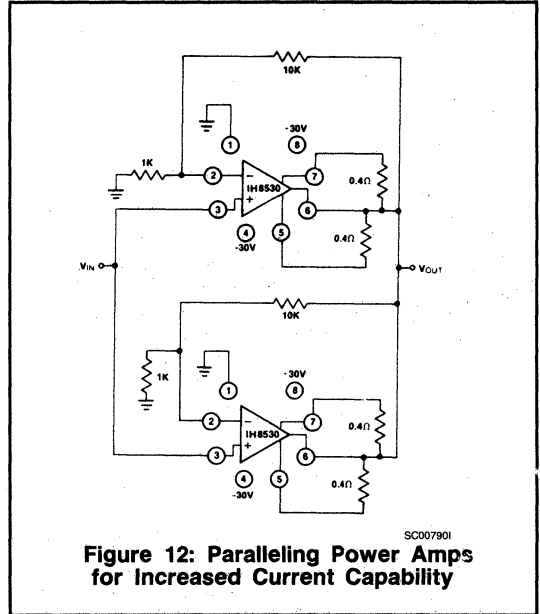 10K
1
-30V
8
1K
2
−
IH8530
+
3
7
0.4Ω
6
4
-30V
5
0.4Ω
VIN
VOUT
10K
1
-30V
8
1K
2
−
IH8530
+
3
7
0.4Ω
6
4
-30V
5
0.4Ω
SC00790I
Figure 12: Paralleling Power Amps
for Increased Current Capability